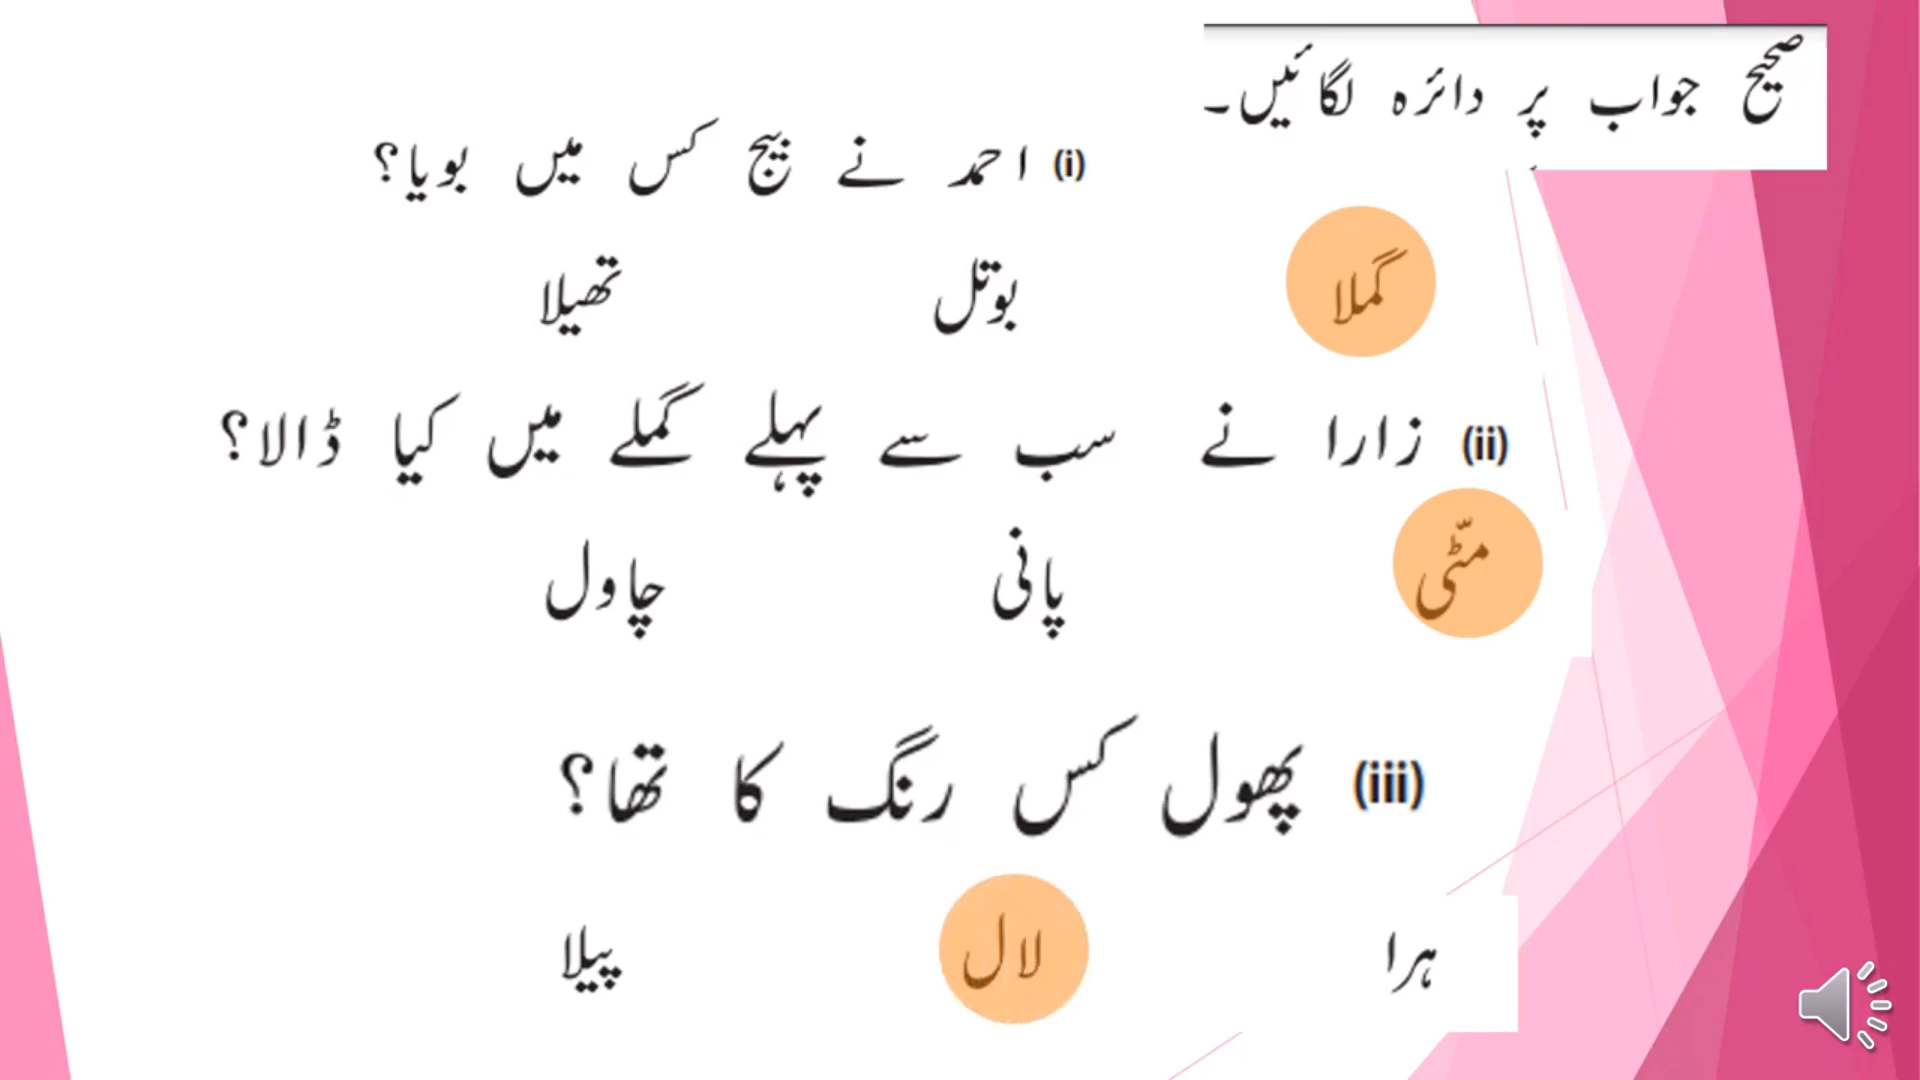 صحیح جواب پر دائرہ لگائیں۔
(i) احمد نے بیج کس میں بویا؟
گملا بوتل تھیلا
(ii) زارا نے سب سے پہلے گملے میں کیا ڈالا؟
مٹّی پانی چاول
(iii) پھول کس رنگ کا تھا؟
ہرا لال پیلا